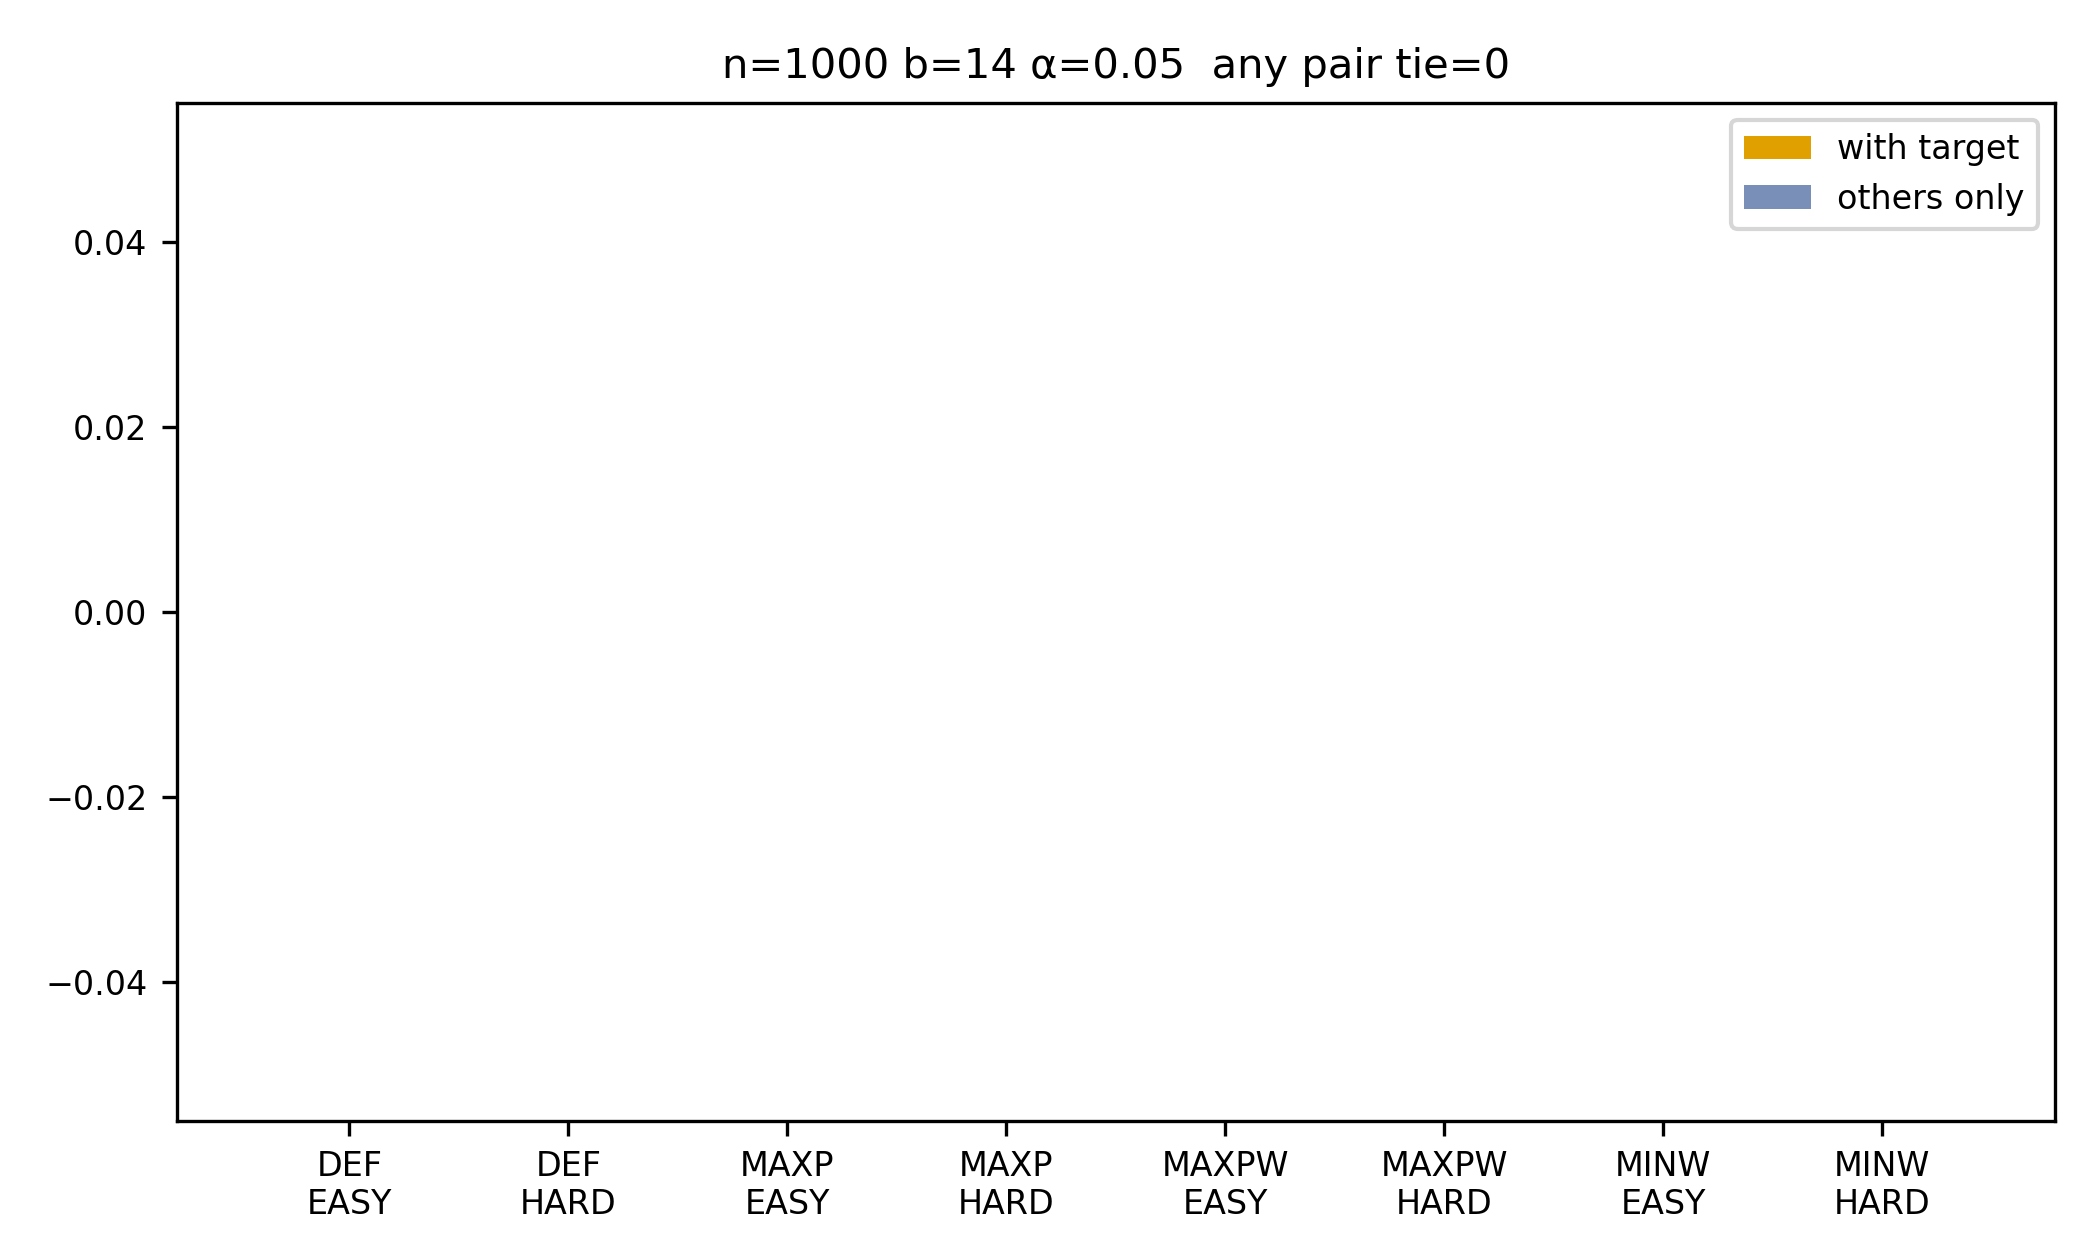 n=1000 b=14 α=0.05  any pair tie=0
with target
others only
0.04
0.02
0.00
−0.02
−0.04
DEF
EASY
DEF
HARD
MAXP
EASY
MAXP
HARD
MAXPW
EASY
MAXPW
HARD
MINW
EASY
MINW
HARD